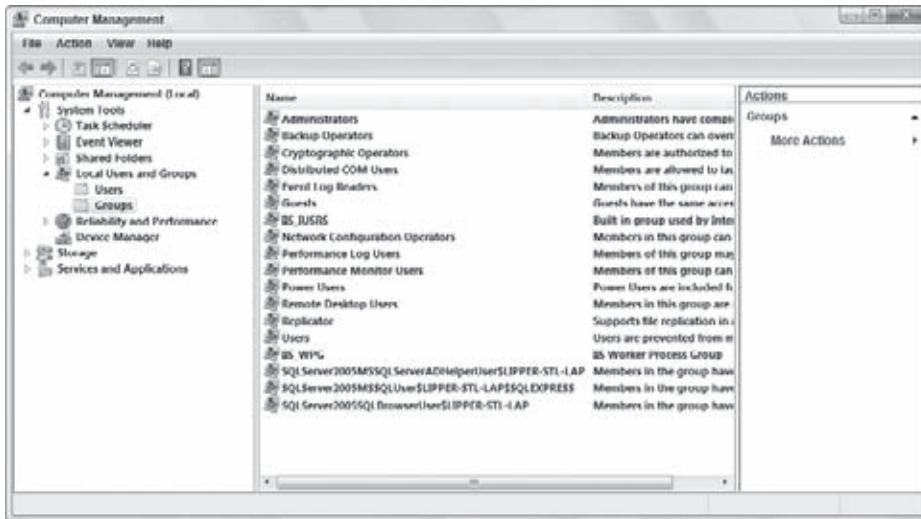 Computer Management
File Action View Help
Computer Management (Local)
System Tools
Task Scheduler
Event Viewer
Shared Folders
Local Users and Groups
Users
Groups
Reliability and Performance
Device Manager
Storage
Services and Applications
Name Description
Administrators Administrators have compl
Backup Operators Backup Operators can over
Cryptographic Operators Members are authorized to
Distributed COM Users Members are allowed to lau
Event Log Readers Members of this group can
Guests Guests have the same acces
IIS_IUSRS Built in group used by Inter
Network Configuration Operators Members in this group can
Performance Log Users Members of this group may
Performance Monitor Users Members of this group can
Power Users Power Users are included f
Remote Desktop Users Members in this group are
Replicator Supports file replication in
Users Users are prevented from m
IIS_WPG IIS Worker Process Group
SQLServer2005MSSQLServerADHelperUser$LIPPER-STL-LAP Members in the group have
SQLServer2005MSSQLUser$LIPPER-STL-LAP$SQLEXPRESS Members in the group have
SQLServer2005SQLBrowserUser$LIPPER-STL-LAP Members in the group have
Actions
Groups
More Actions